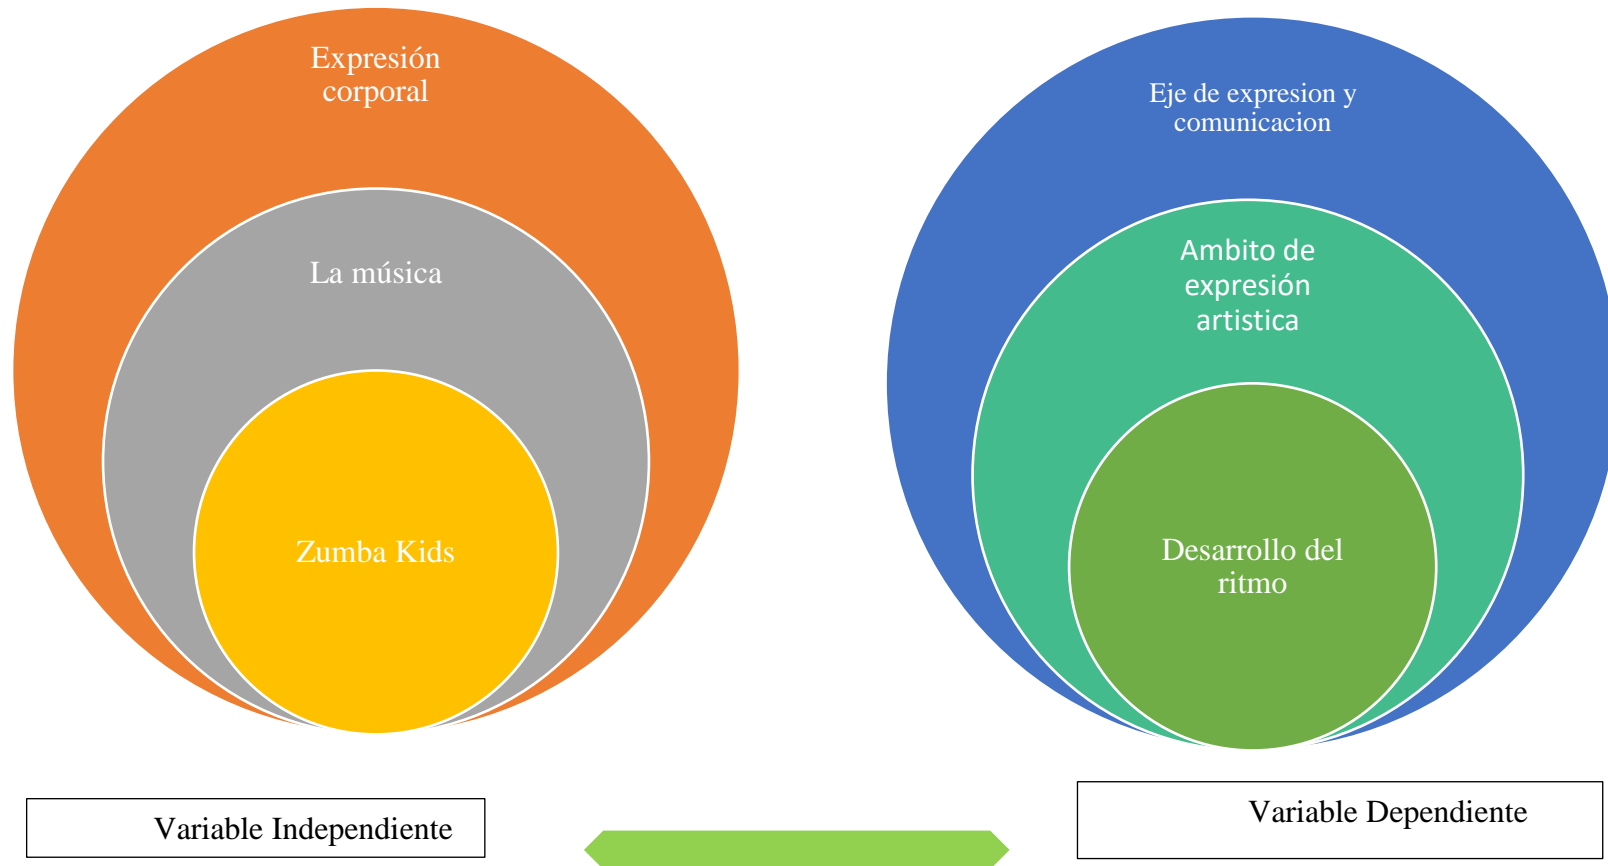 Expresión
corporal
La música
Zumba Kids
Eje de expresion y
comunicacion
Ambito de
expresión
artistica
Desarrollo del
ritmo
Variable Independiente
Variable Dependiente